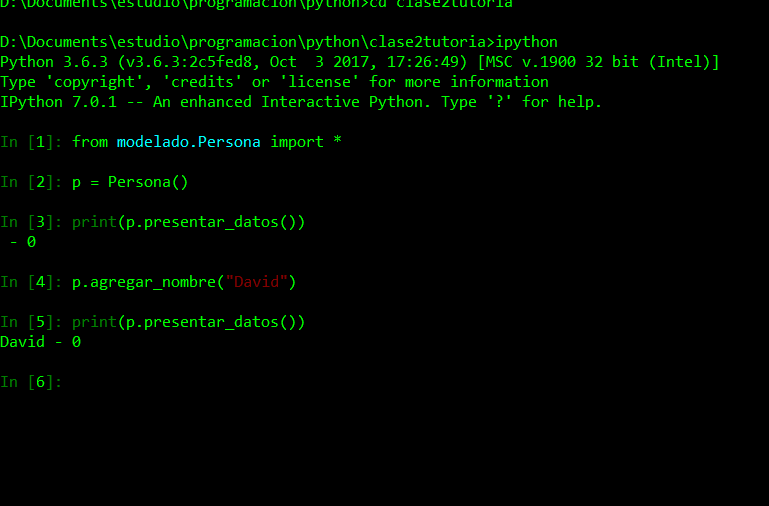 D:\Documents\estudio\programacion\python>cd clase2tutoria
D:\Documents\estudio\programacion\python\clase2tutoria>ipython
Python 3.6.3 (v3.6.3:2c5fed8, Oct  3 2017, 17:26:49) [MSC v.1900 32 bit (Intel)]
Type 'copyright', 'credits' or 'license' for more information
IPython 7.0.1 -- An enhanced Interactive Python. Type '?' for help.
In [1]: from modelado.Persona import *
In [2]: p = Persona()
In [3]: print(p.presentar_datos())
 - 0
In [4]: p.agregar_nombre("David")
In [5]: print(p.presentar_datos())
David - 0
In [6]: